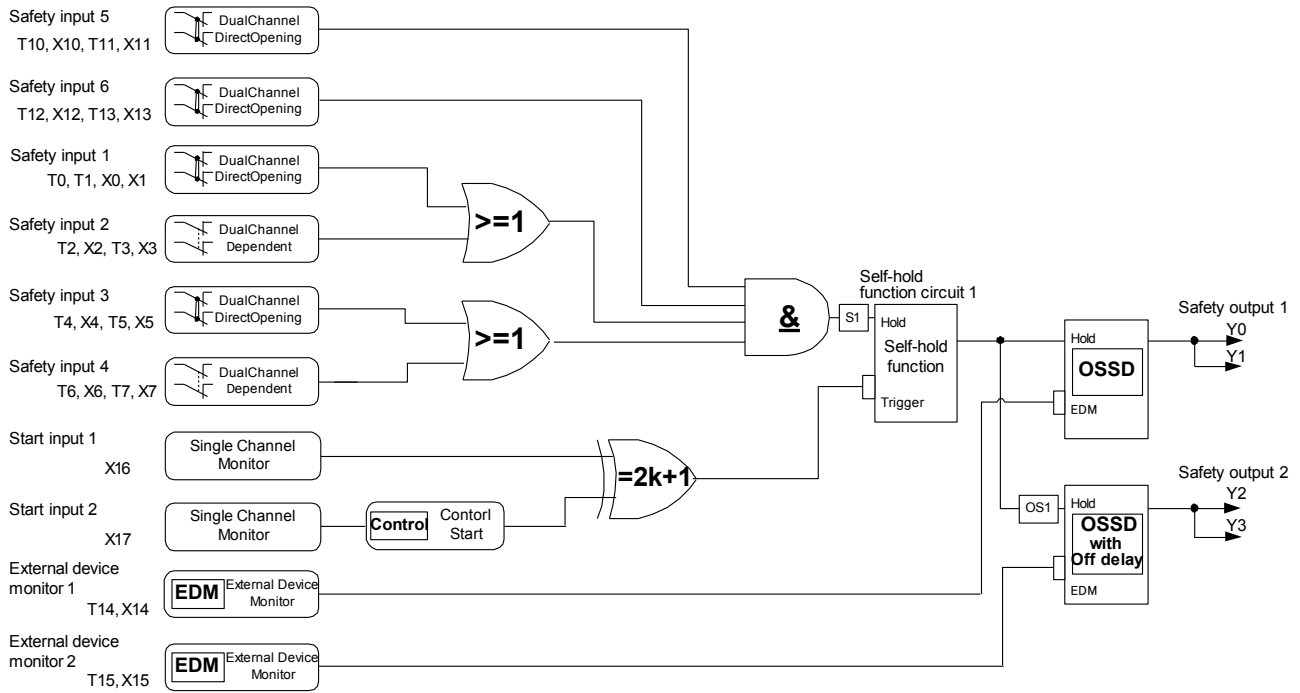 Safety input 5
T10, X10, T11, X11
DualChannel
DirectOpening
Safety input 6
T12, X12, T13, X13
DualChannel
DirectOpening
Safety input 1
T0, T1, X0, X1
DualChannel
DirectOpening
Safety input 2
T2, X2, T3, X3
DualChannel
Dependent
>=1
Safety input 3
T4, X4, T5, X5
DualChannel
DirectOpening
Safety input 4
T6, X6, T7, X7
DualChannel
Dependent
>=1
&
S1
Self-hold
function circuit 1
Hold
Self-hold
function
Trigger
Start input 1
X16
Single Channel
Monitor
Start input 2
X17
Single Channel
Monitor
Control
Contorl
Start
=2k+1
External device
monitor 1
T14, X14
EDM
External Device
Monitor
External device
monitor 2
T15, X15
EDM
External Device
Monitor
Hold
OSSD
EDM
Safety output 1
Y0
Y1
OS1
Hold
OSSD
with
Off delay
EDM
Safety output 2
Y2
Y3